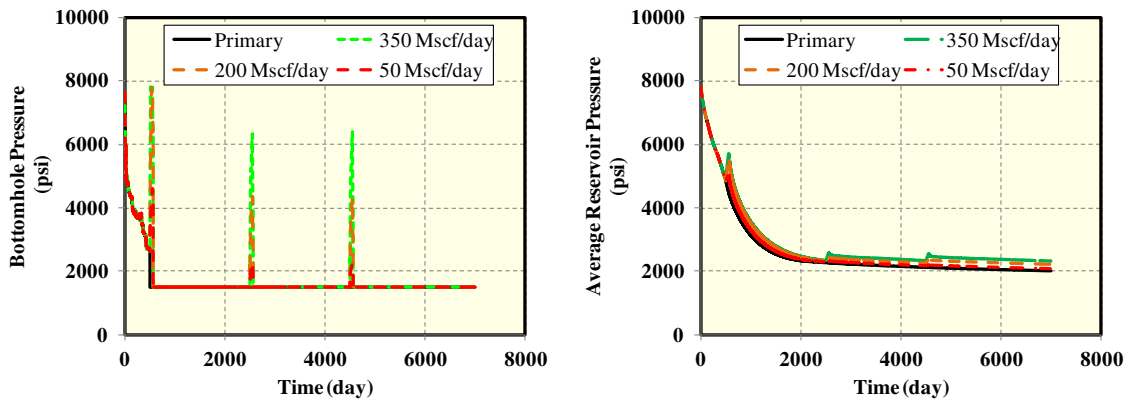 10000
8000
6000
4000
2000
0
Bottomhole Pressure
(psi)
Primary
350 Mscf/day
200 Mscf/day
50 Mscf/day
0
2000
4000
6000
8000
Time (day)
10000
8000
6000
4000
2000
0
Average Reservoir Pressure
(psi)
Primary
350 Mscf/day
200 Mscf/day
50 Mscf/day
0
2000
4000
6000
8000
Time (day)